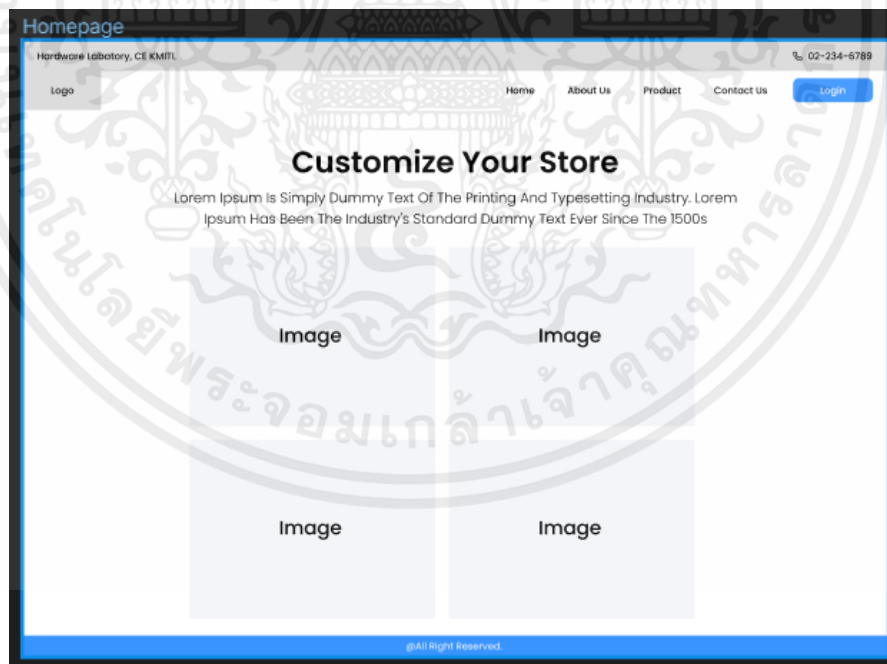 Homepage
Hardware Labatory, CE KMITL
02-234-6789
Logo
Home About Us Product Contact Us Login
Customize Your Store
Lorem Ipsum Is Simply Dummy Text Of The Printing And Typesetting Industry. Lorem
Ipsum Has Been The Industry's Standard Dummy Text Ever Since The 1500s
Image Image
Image Image
@All Right Reserved.